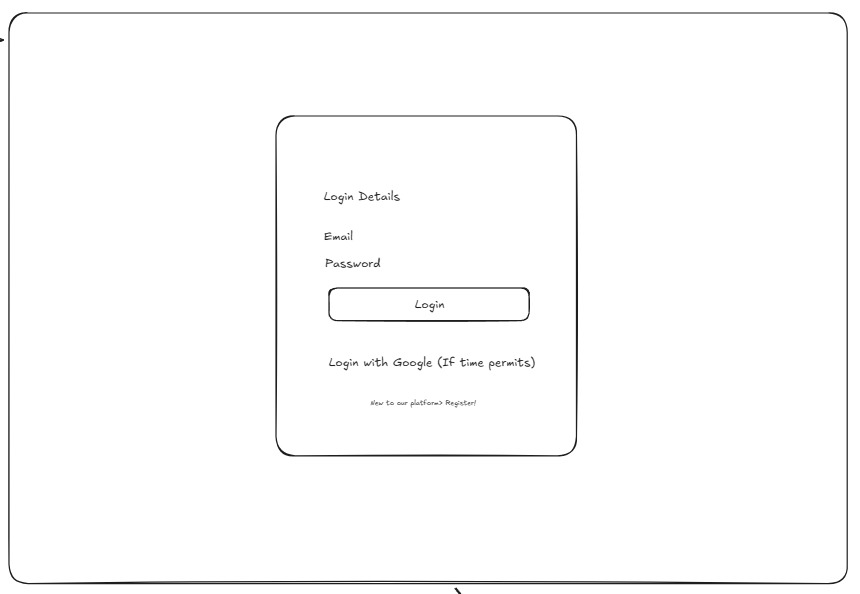 Login Details
Email
Password
Login
Login with Google (If time permits)
New to our platform? Register!